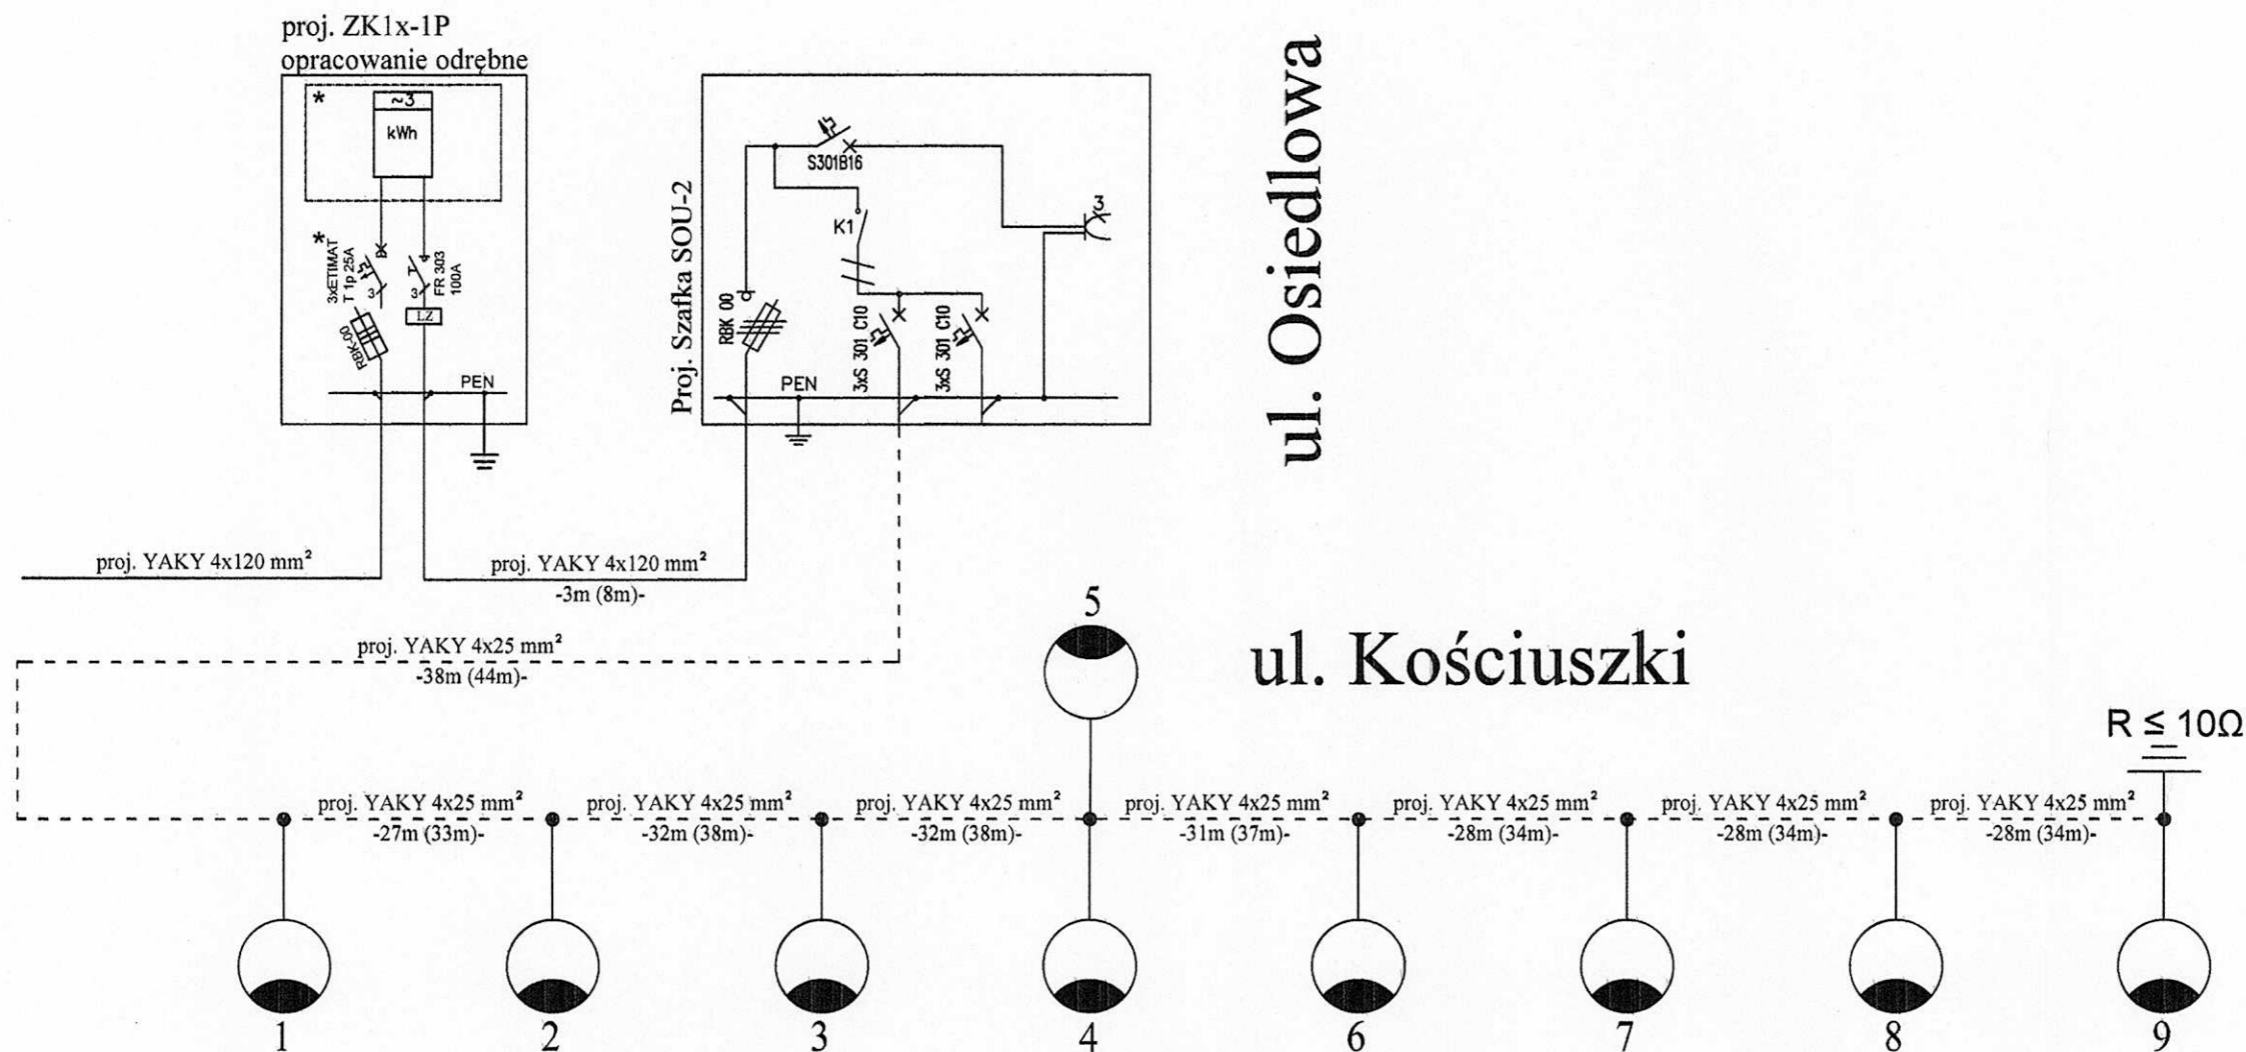 proj. ZK1x-1P
opracowanie odrębne
*
~3
kWh
*
3xETIMAT
T 1p 25A
3
3
FR 303
100A
LZ
RBK-00
PEN
Proj. Szafka SOU-2
S301B16
K1
3
RBK 00
3xS 301 C10
3xS 301 C10
PEN
ul. Osiedlowa
proj. YAKY 4x120 mm²
proj. YAKY 4x120 mm²
-3m (8m)-
proj. YAKY 4x25 mm²
-38m (44m)-
5
ul. Kościuszki
R ≤ 10Ω
proj. YAKY 4x25 mm²
-27m (33m)-
proj. YAKY 4x25 mm²
-32m (38m)-
proj. YAKY 4x25 mm²
-32m (38m)-
proj. YAKY 4x25 mm²
-31m (37m)-
proj. YAKY 4x25 mm²
-28m (34m)-
proj. YAKY 4x25 mm²
-28m (34m)-
proj. YAKY 4x25 mm²
-28m (34m)-
1
2
3
4
6
7
8
9